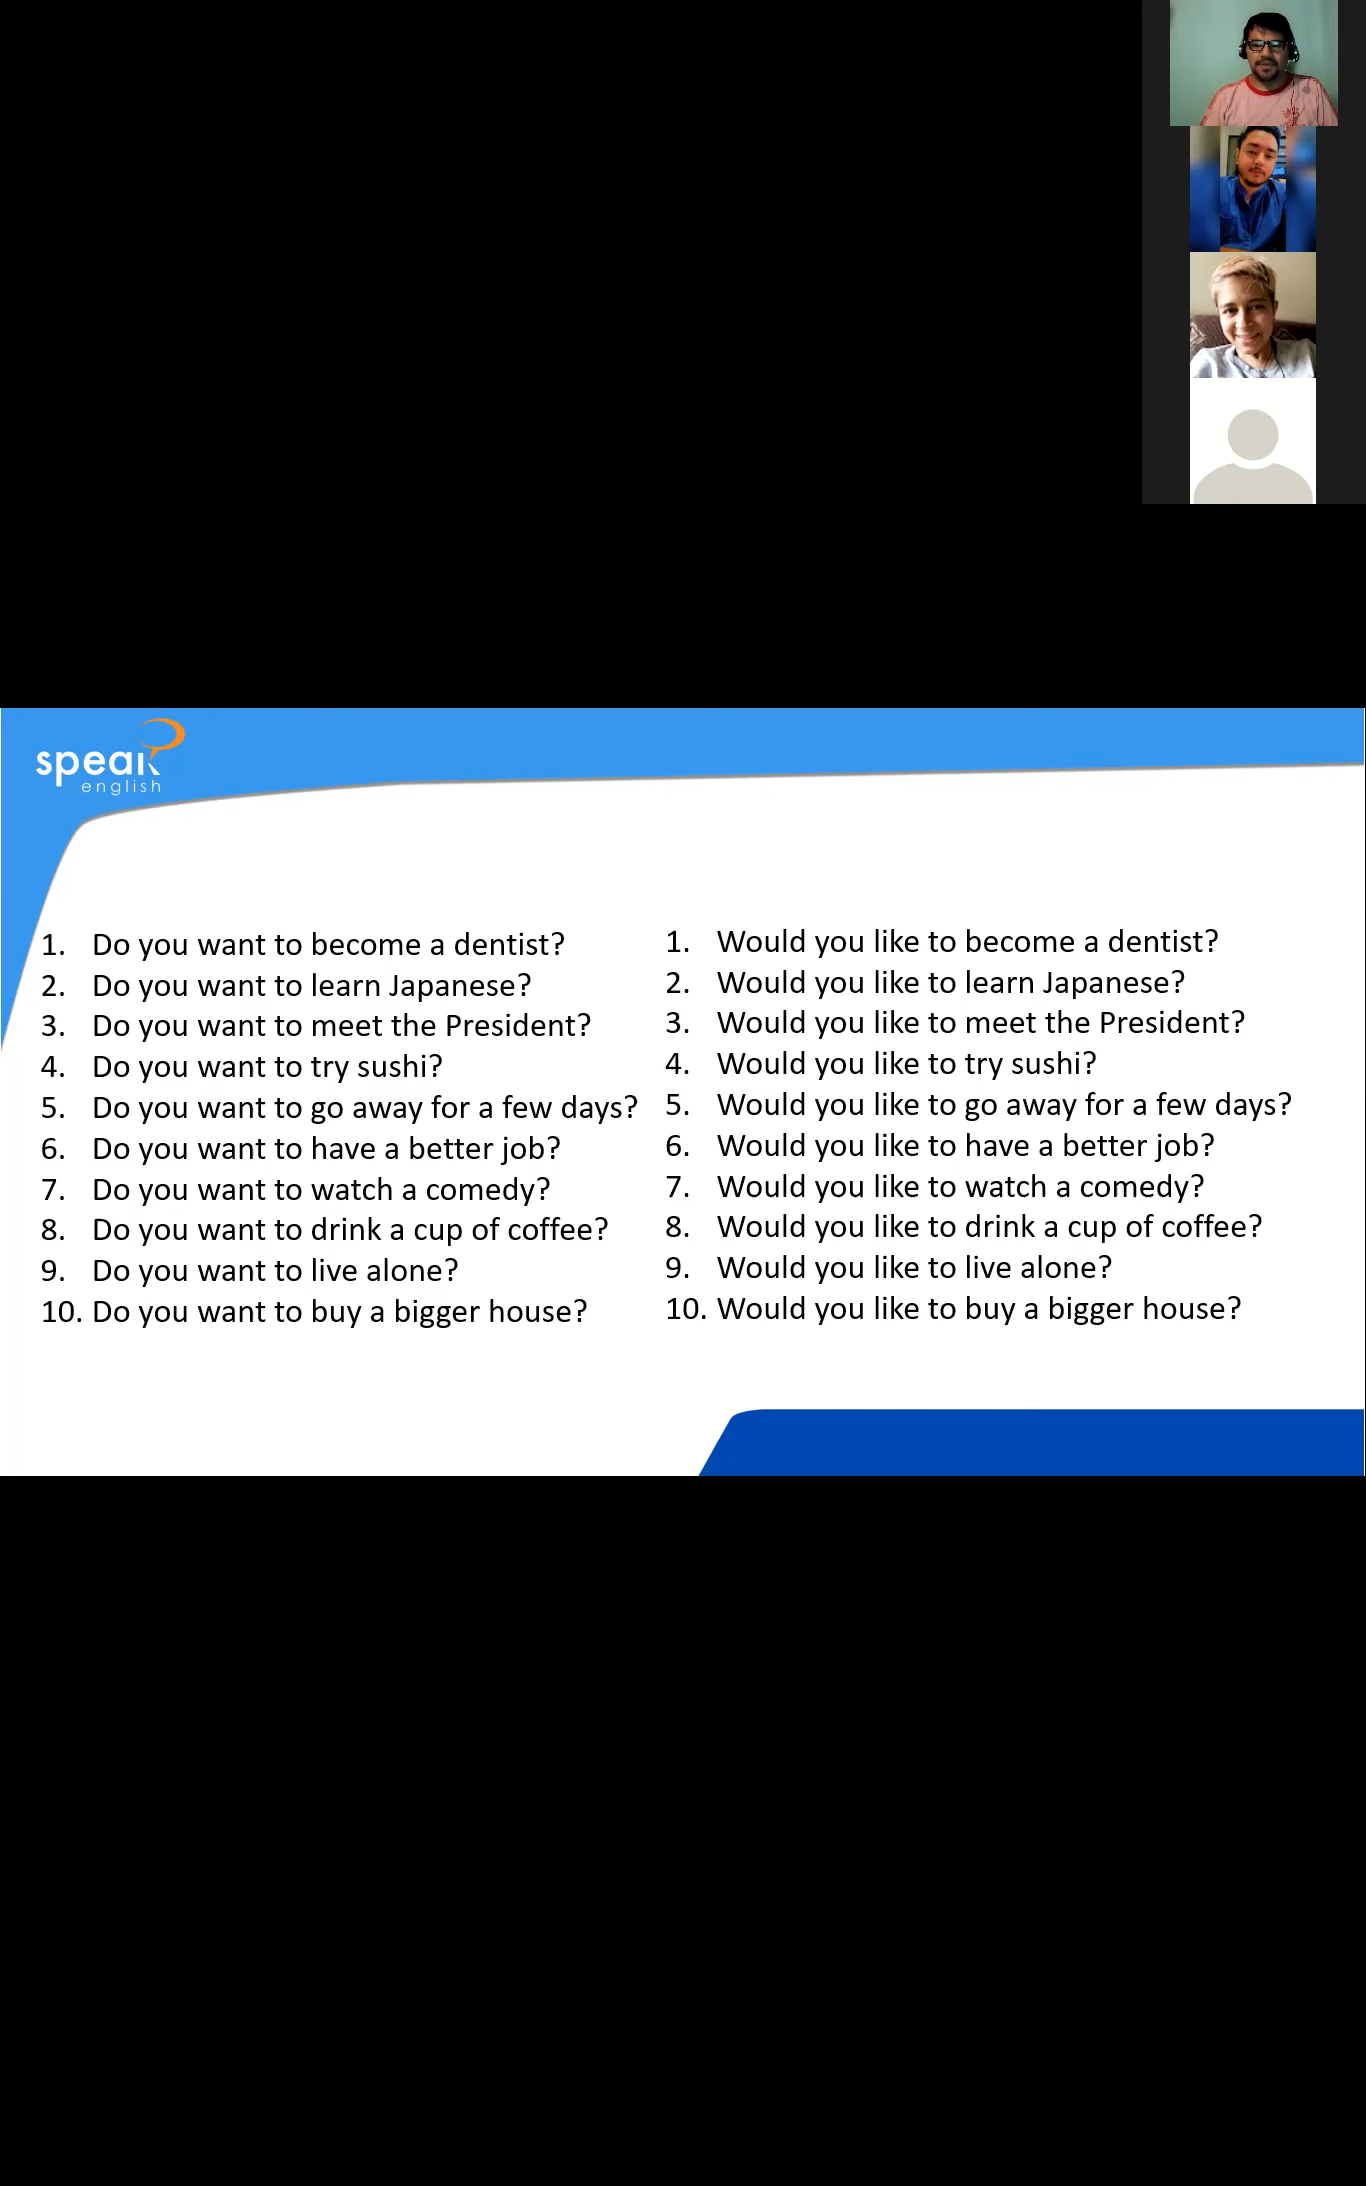 speak
english
1. Do you want to become a dentist?
2. Do you want to learn Japanese?
3. Do you want to meet the President?
4. Do you want to try sushi?
5. Do you want to go away for a few days?
6. Do you want to have a better job?
7. Do you want to watch a comedy?
8. Do you want to drink a cup of coffee?
9. Do you want to live alone?
10. Do you want to buy a bigger house?
1. Would you like to become a dentist?
2. Would you like to learn Japanese?
3. Would you like to meet the President?
4. Would you like to try sushi?
5. Would you like to go away for a few days?
6. Would you like to have a better job?
7. Would you like to watch a comedy?
8. Would you like to drink a cup of coffee?
9. Would you like to live alone?
10. Would you like to buy a bigger house?